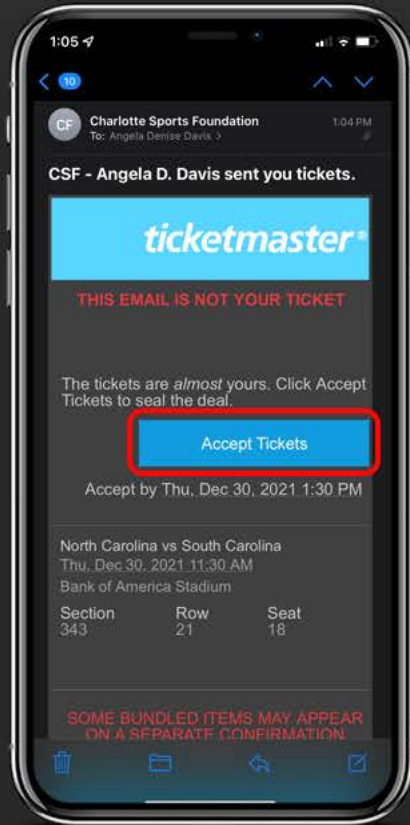 1:05
10
CF
Charlotte Sports Foundation
1:04 PM
To: Angela Denise Davis >
CSF - Angela D. Davis sent you tickets.
ticketmaster®
THIS EMAIL IS NOT YOUR TICKET
The tickets are almost yours. Click Accept
Tickets to seal the deal.
Accept Tickets
Accept by Thu, Dec 30, 2021 1:30 PM
North Carolina vs South Carolina
Thu, Dec 30, 2021 11:30 AM
Bank of America Stadium
Section Row Seat
343 21 18
SOME BUNDLED ITEMS MAY APPEAR
ON A SEPARATE CONFIRMATION